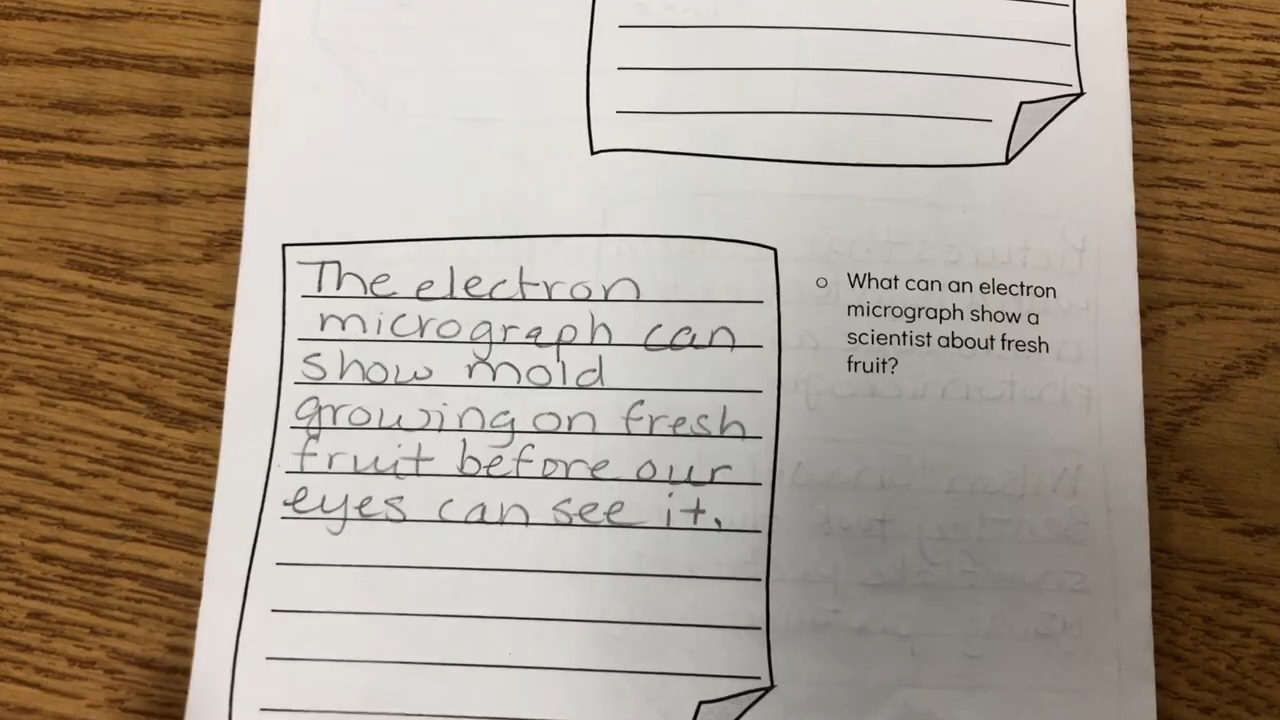 The electron
micrograph can
show mold
growing on fresh
fruit before our
eyes can see it.
What can an electron
micrograph show a
scientist about fresh
fruit?